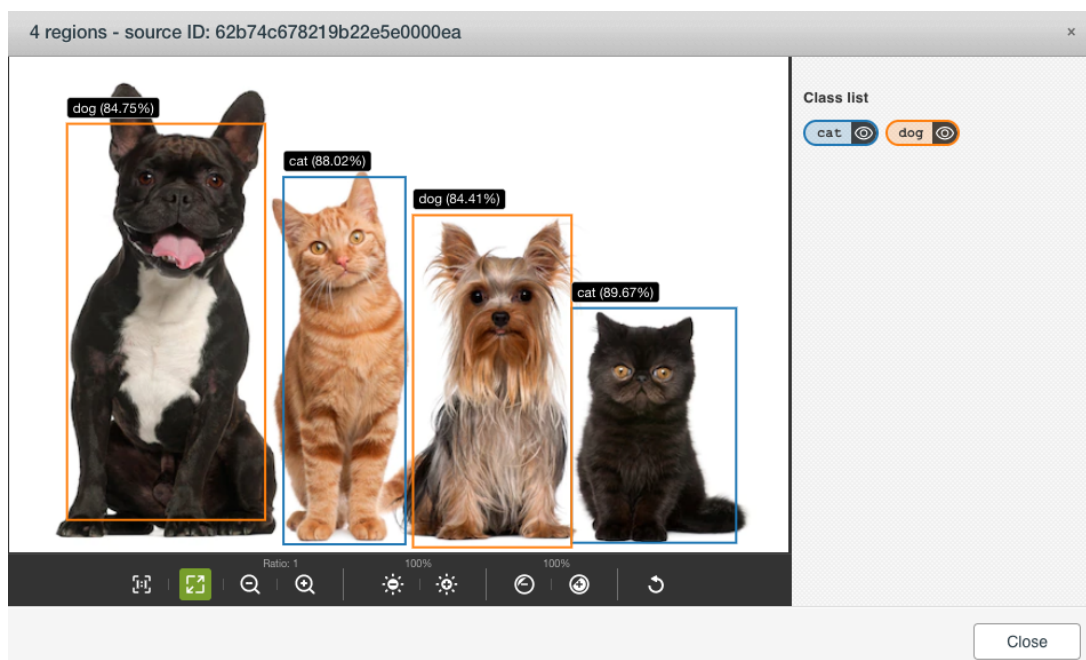 4 regions - source ID: 62b74c678219b22e5e0000ea
×
dog (84.75%)
cat (88.02%)
dog (84.41%)
cat (89.67%)
Class list
cat
dog
Ratio: 1
100%
100%
Close